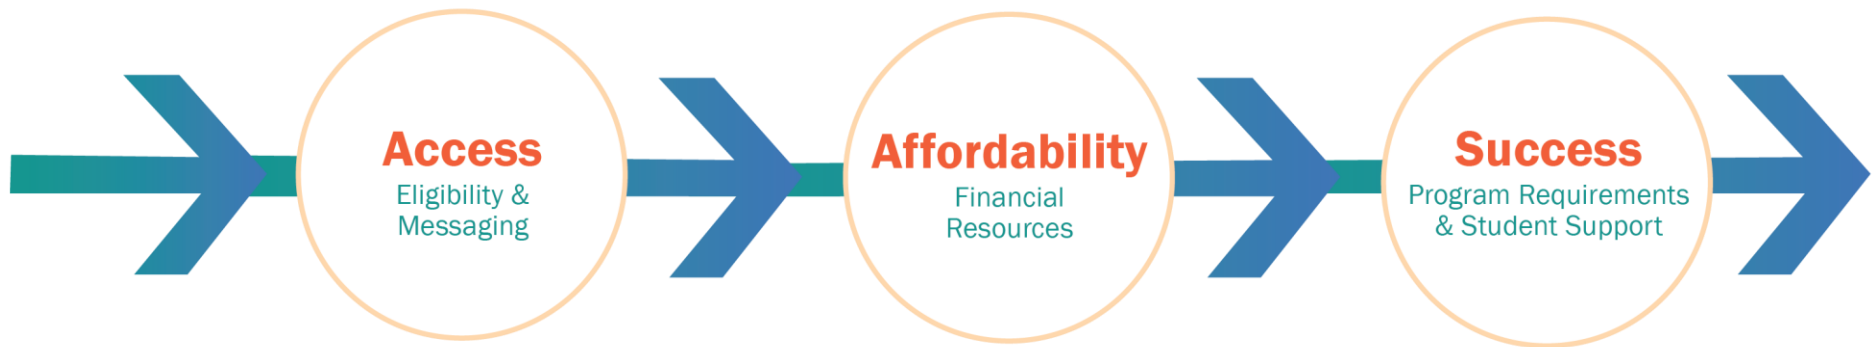 Access
Eligibility &
Messaging
Affordability
Financial
Resources
Success
Program Requirements
& Student Support